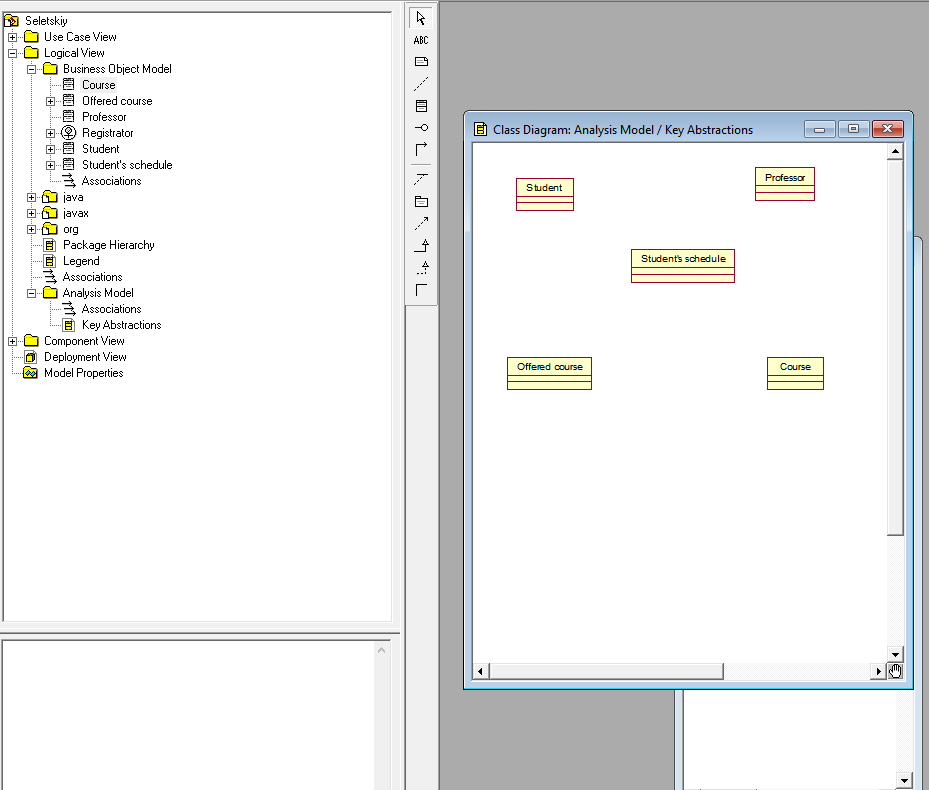 Seletskiy
Use Case View
Logical View
Business Object Model
Course
Offered course
Professor
Registrator
Student
Student's schedule
Associations
java
javax
org
Package Hierarchy
Legend
Associations
Analysis Model
Associations
Key Abstractions
Component View
Deployment View
Model Properties
ABC
Class Diagram: Analysis Model / Key Abstractions
Student
Professor
Student's schedule
Offered course
Course